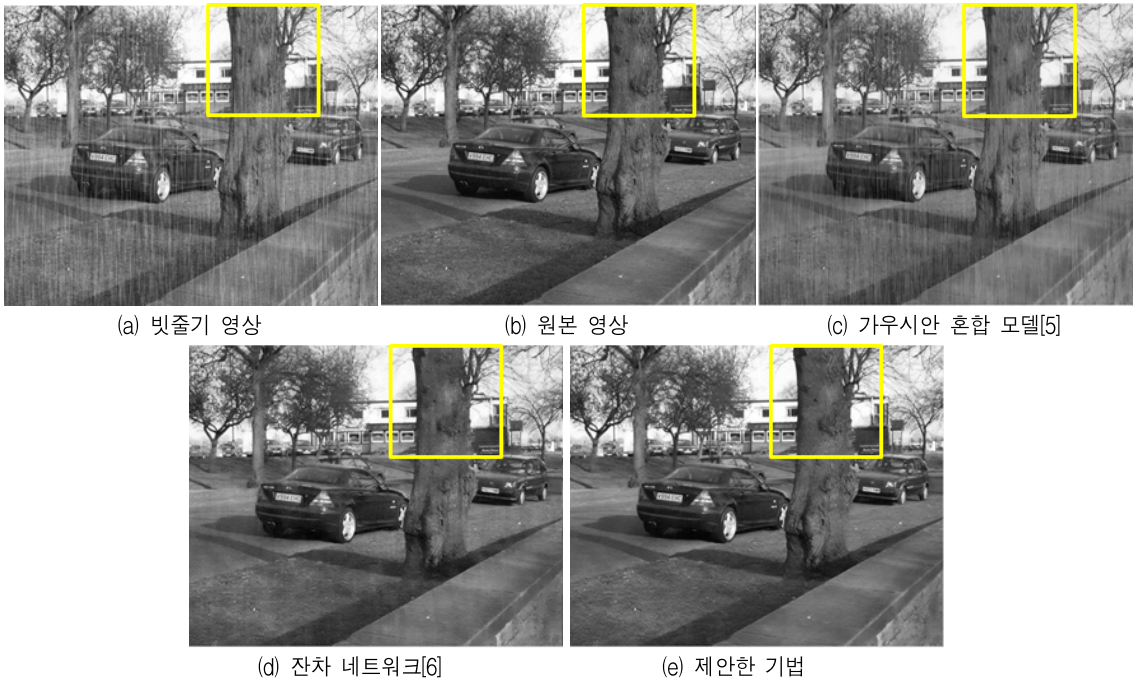 (a) 빗줄기 영상
(b) 원본 영상
(c) 가우시안 혼합 모델[5]
(d) 잔차 네트워크[6]
(e) 제안한 기법